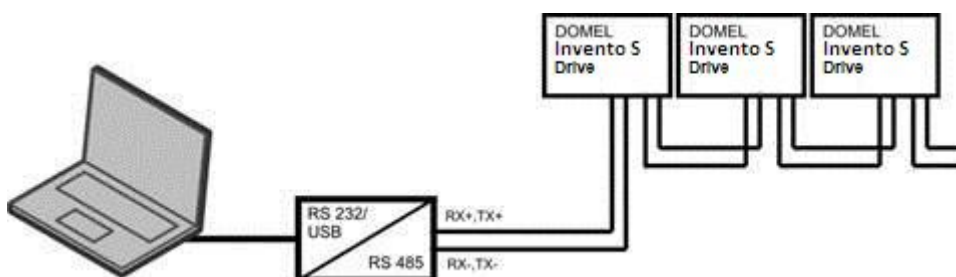 DOMEL
Invento S
Drive
DOMEL
Invento S
Drive
DOMEL
Invento S
Drive
RS 232/
USB
RS 485
RX+,TX+
RX-,TX-